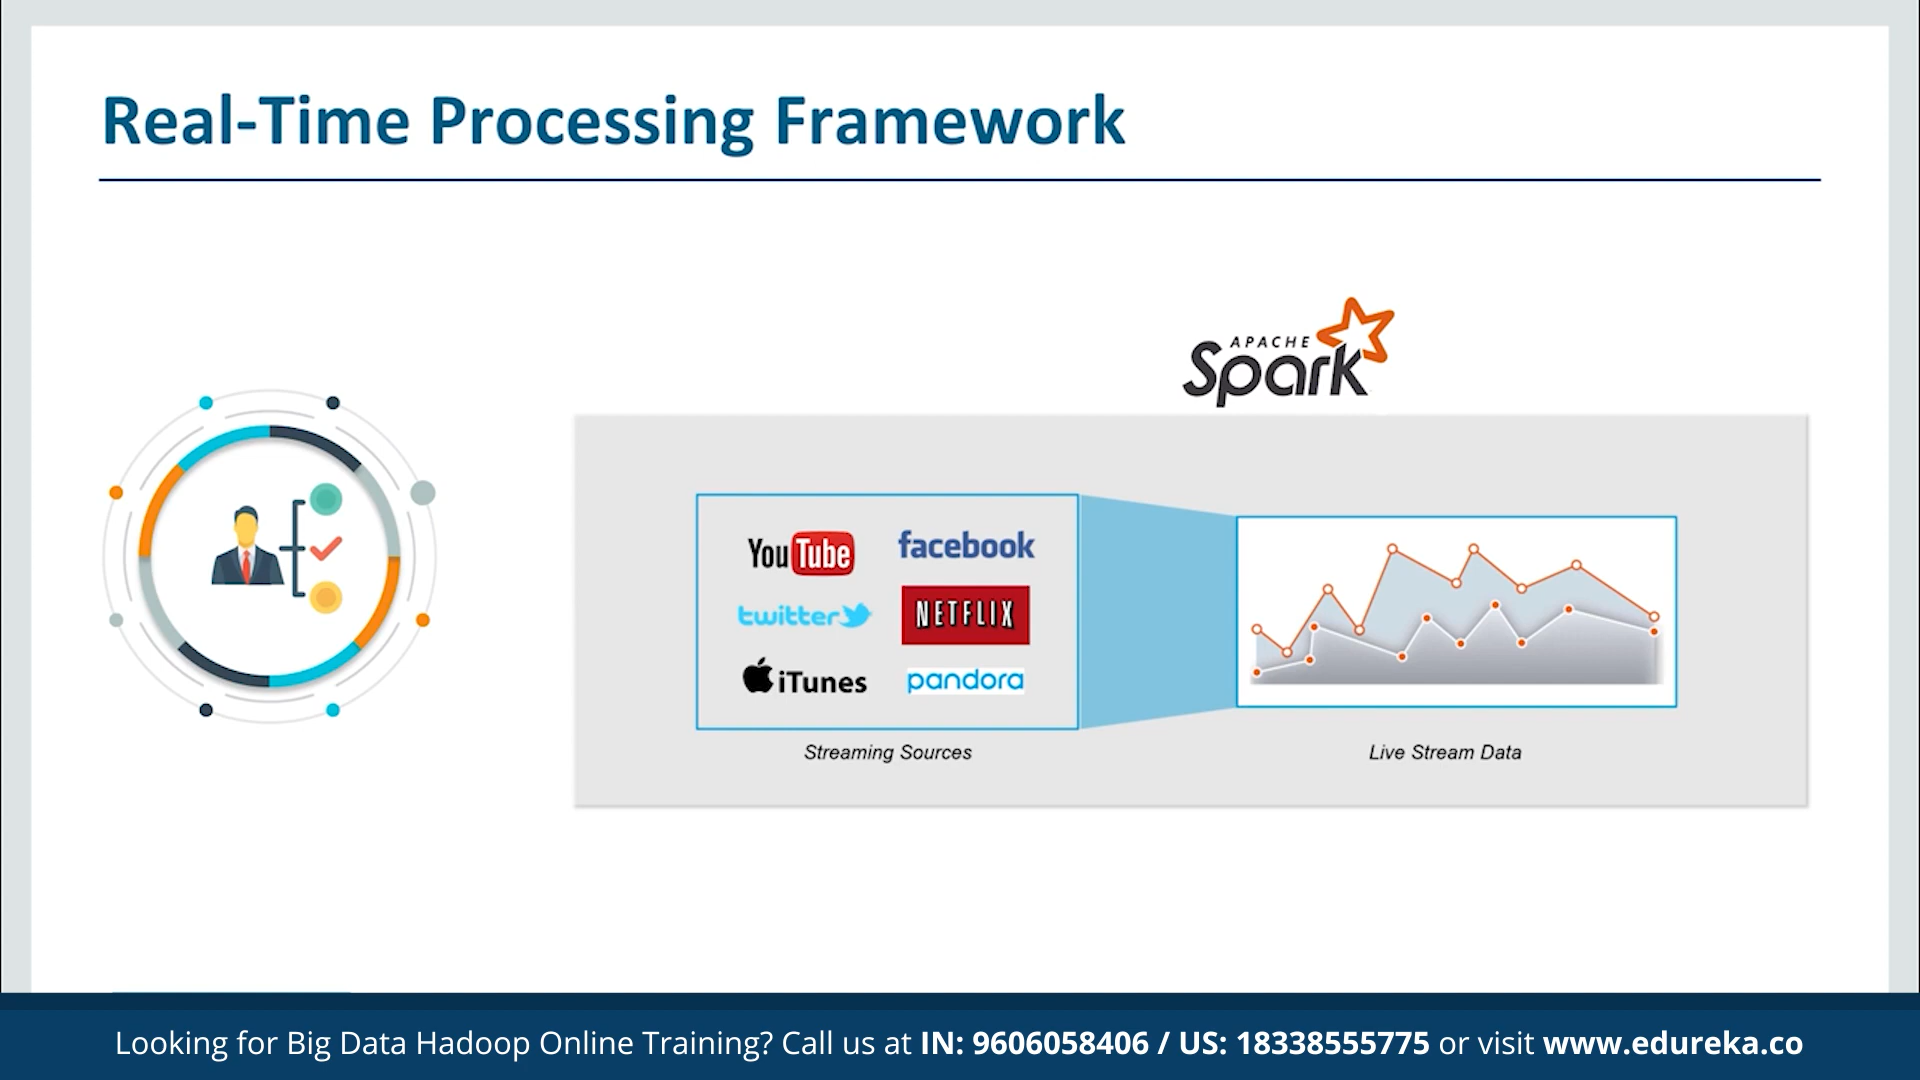 Real-Time Processing Framework
APACHE
Spark
YouTube
facebook
twitter
NETFLIX
iTunes
pandora
Streaming Sources
Live Stream Data
Looking for Big Data Hadoop Online Training? Call us at IN: 9606058406 / US: 18338555775 or visit www.edureka.co